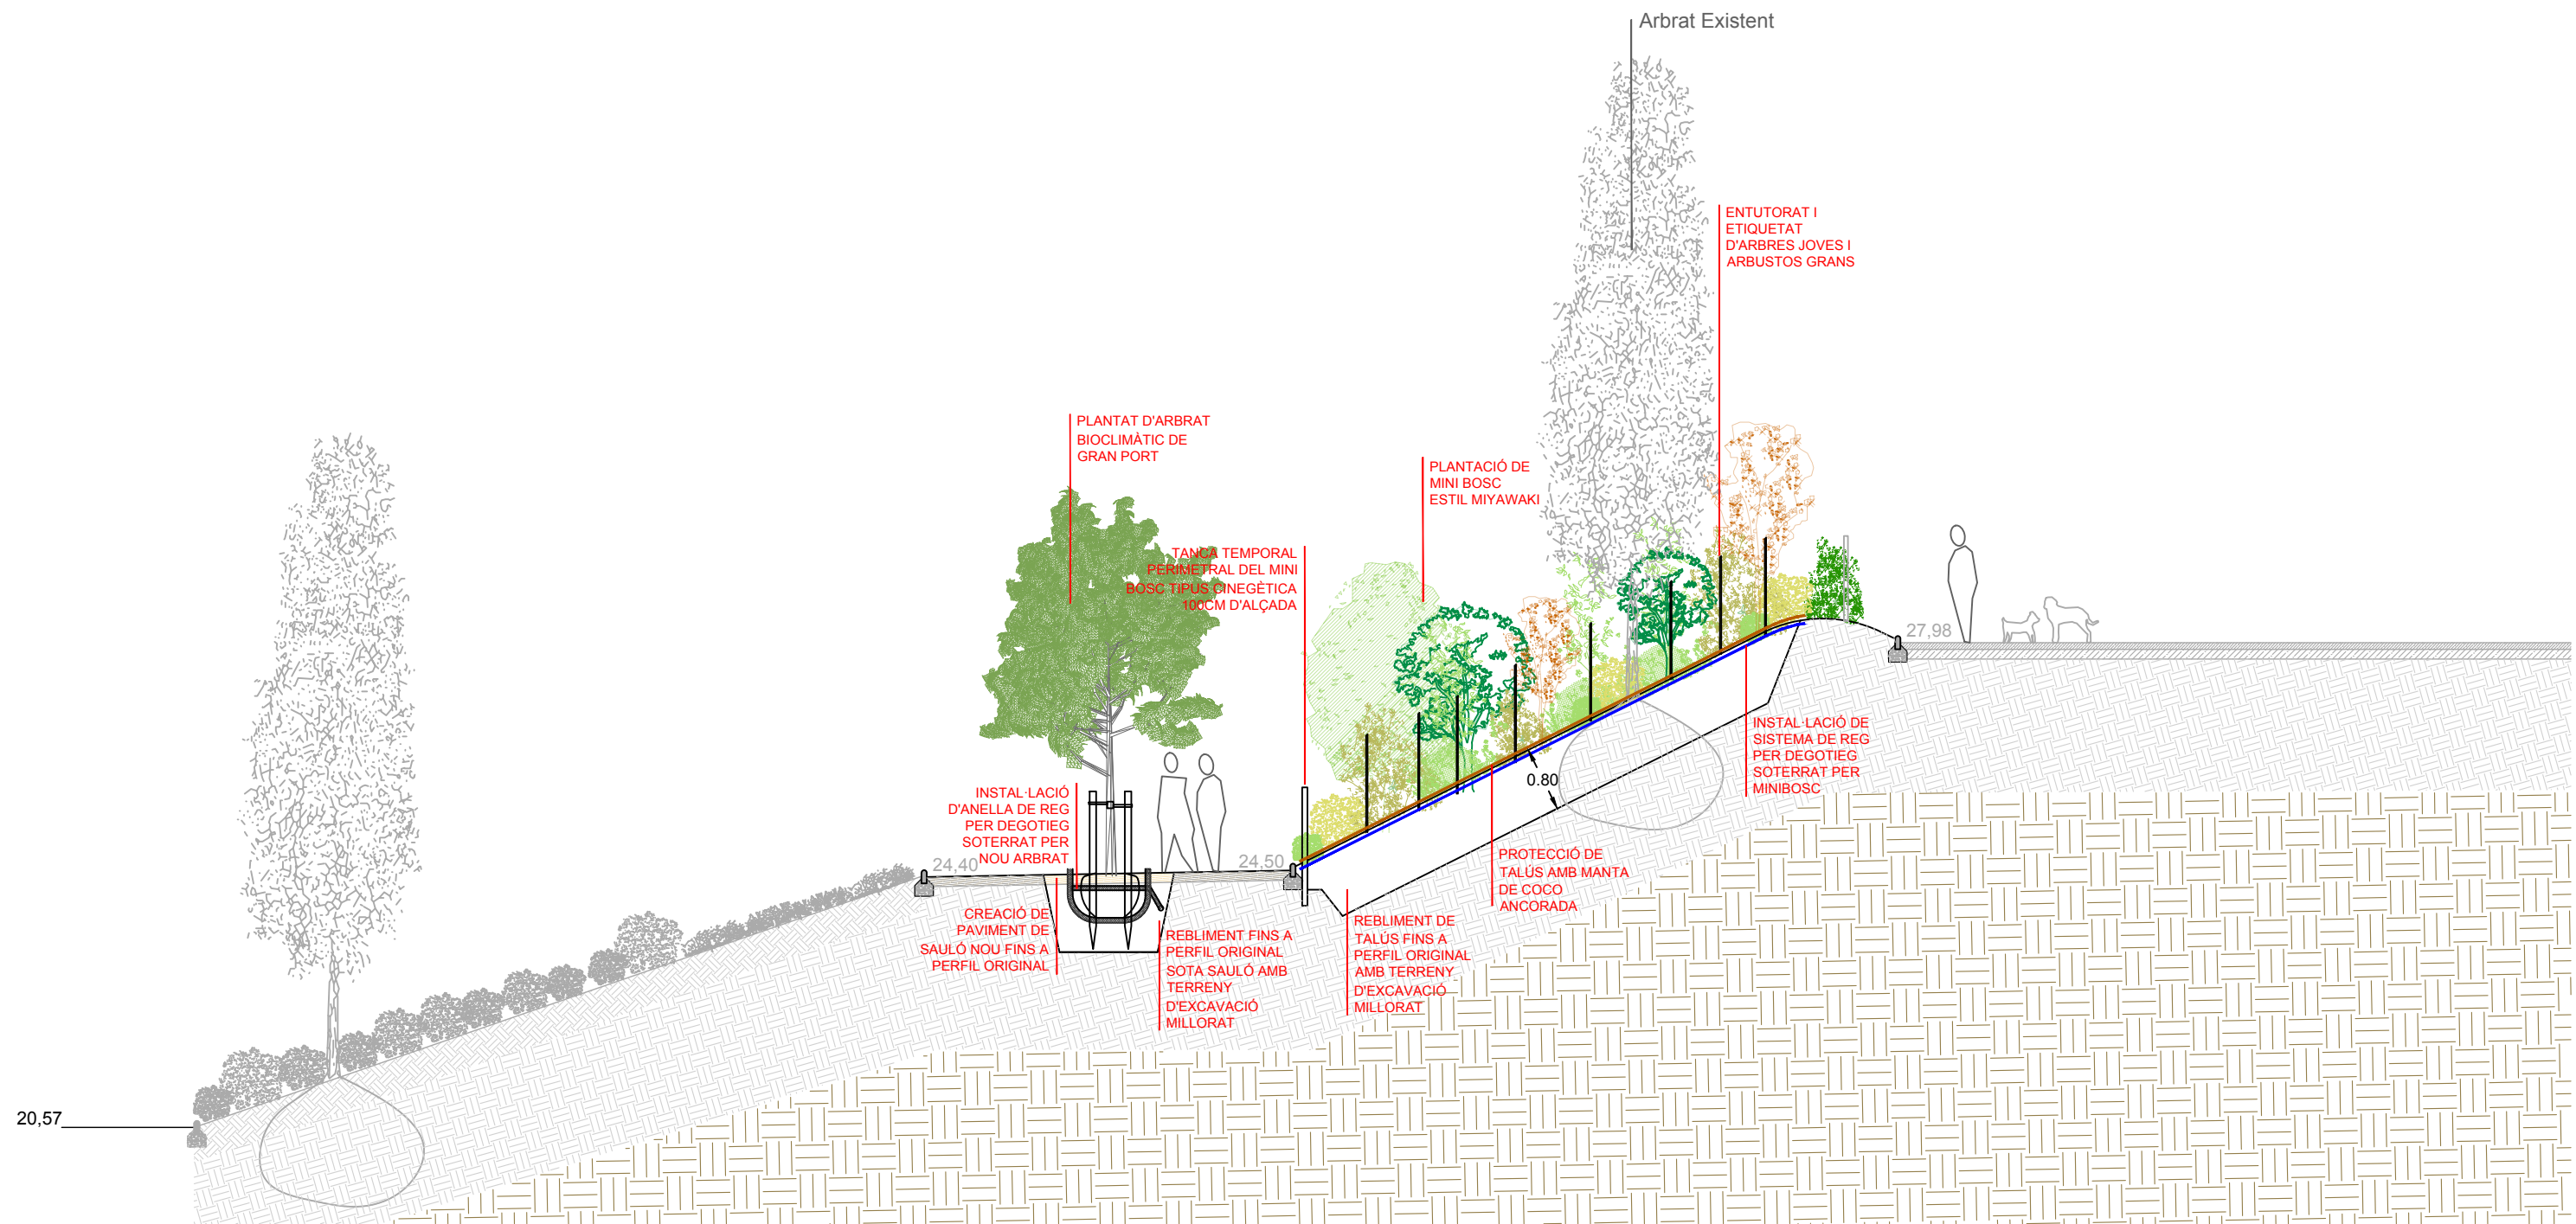 Arbrat Existent
ENTUTORAT I
ETIQUETAT
D'ARBRES JOVES I
ARBUSTOS GRANS
PLANTAT D'ARBRAT
BIOCLIMÀTIC DE
GRAN PORT
PLANTACIÓ DE
MINI BOSC
ESTIL MIYAWAKI
TANCA TEMPORAL
PERIMETRAL DEL MINI
BOSC TIPUS CINEGÈTICA
100CM D'ALÇADA
27,98
INSTAL·LACIÓ DE
SISTEMA DE REG
PER DEGOTIEG
SOTERRAT PER
MINIBOSC
0.80
INSTAL·LACIÓ
D'ANELLA DE REG
PER DEGOTIEG
SOTERRAT PER
NOU ARBRAT
24,40
24,50
PROTECCIÓ DE
TALÚS AMB MANTA
DE COCO
ANCORADA
CREACIÓ DE
PAVIMENT DE
SAULÓ NOU FINS A
PERFIL ORIGINAL
REBLIMENT FINS A
PERFIL ORIGINAL
SOTA SAULÓ AMB
TERRENY
D'EXCAVACIÓ
MILLORAT
REBLIMENT DE
TALÚS FINS A
PERFIL ORIGINAL
AMB TERRENY
D'EXCAVACIÓ
MILLORAT
20,57